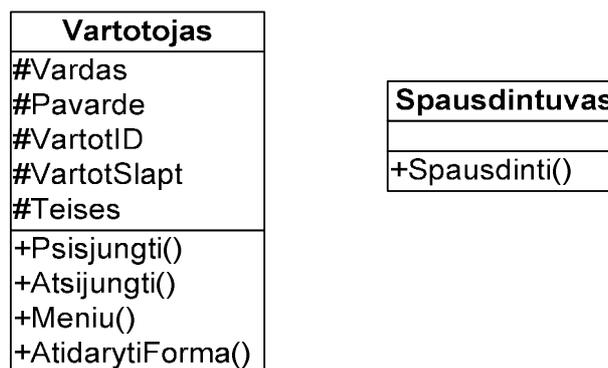 Vartotojas
#Vardas
#Pavarde
#VartotID
#VartotSlapt
#Teises
+Psisjungti()
+Atsijungti()
+Meniu()
+AtidarytiForma()
Spausdintuvas
+Spausdinti()